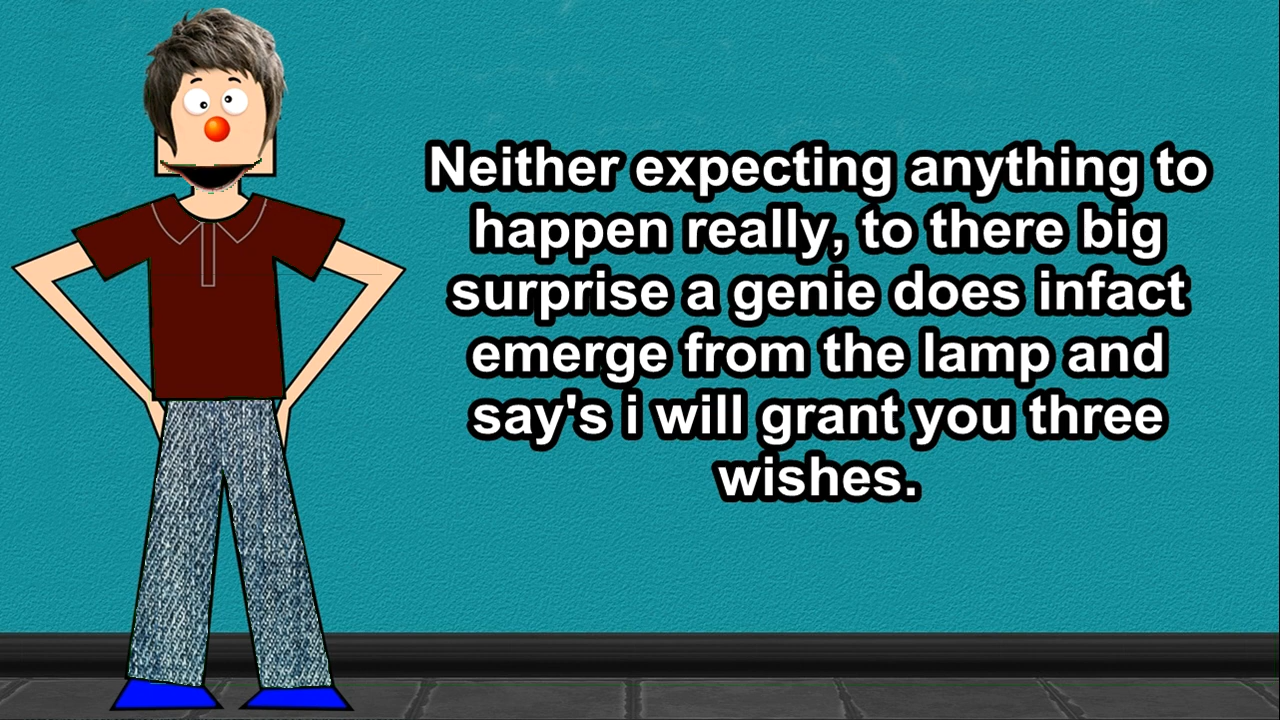 Neither expecting anything to
happen really, to there big
surprise a genie does infact
emerge from the lamp and
say's i will grant you three
wishes.